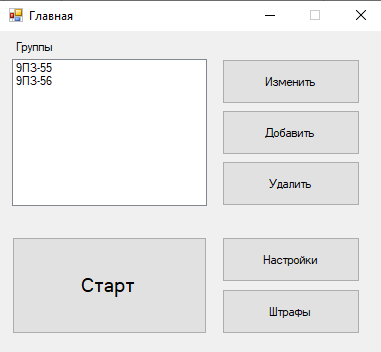 Главная
Группы
9ПЗ-55
9ПЗ-56
Изменить
Добавить
Удалить
Старт
Настройки
Штрафы